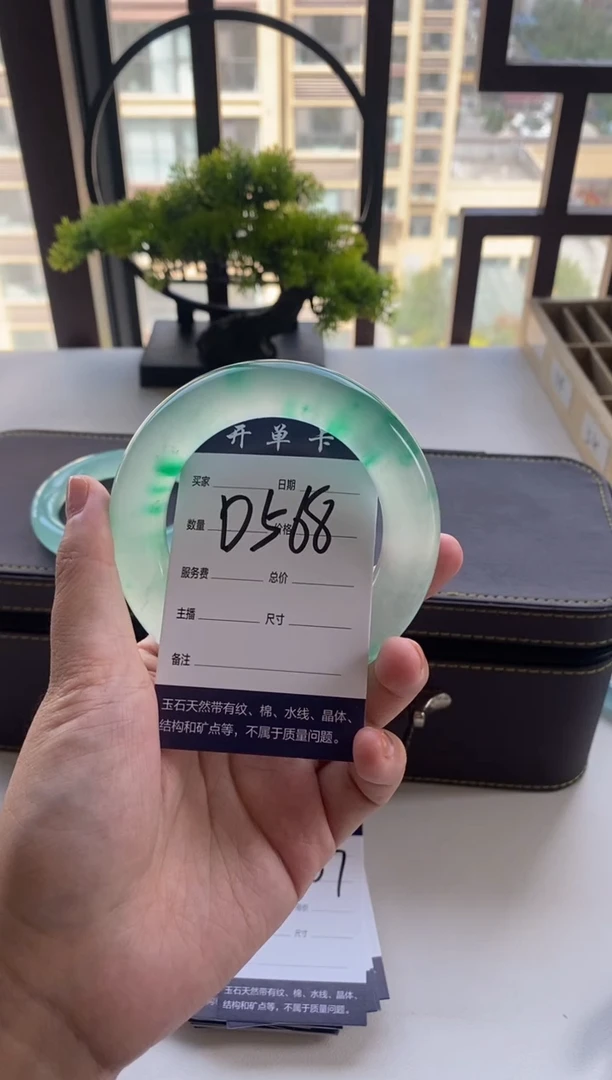 开单卡
买家 日期
D568
数量 价格
服务费 总价
主播 尺寸
备注
玉石天然带有纹、棉、水线、晶体、
结构和矿点等，不属于质量问题。
7
尺寸
玉石天然带有纹、棉、水线、晶体、
结构和矿点等，不属于质量问题。